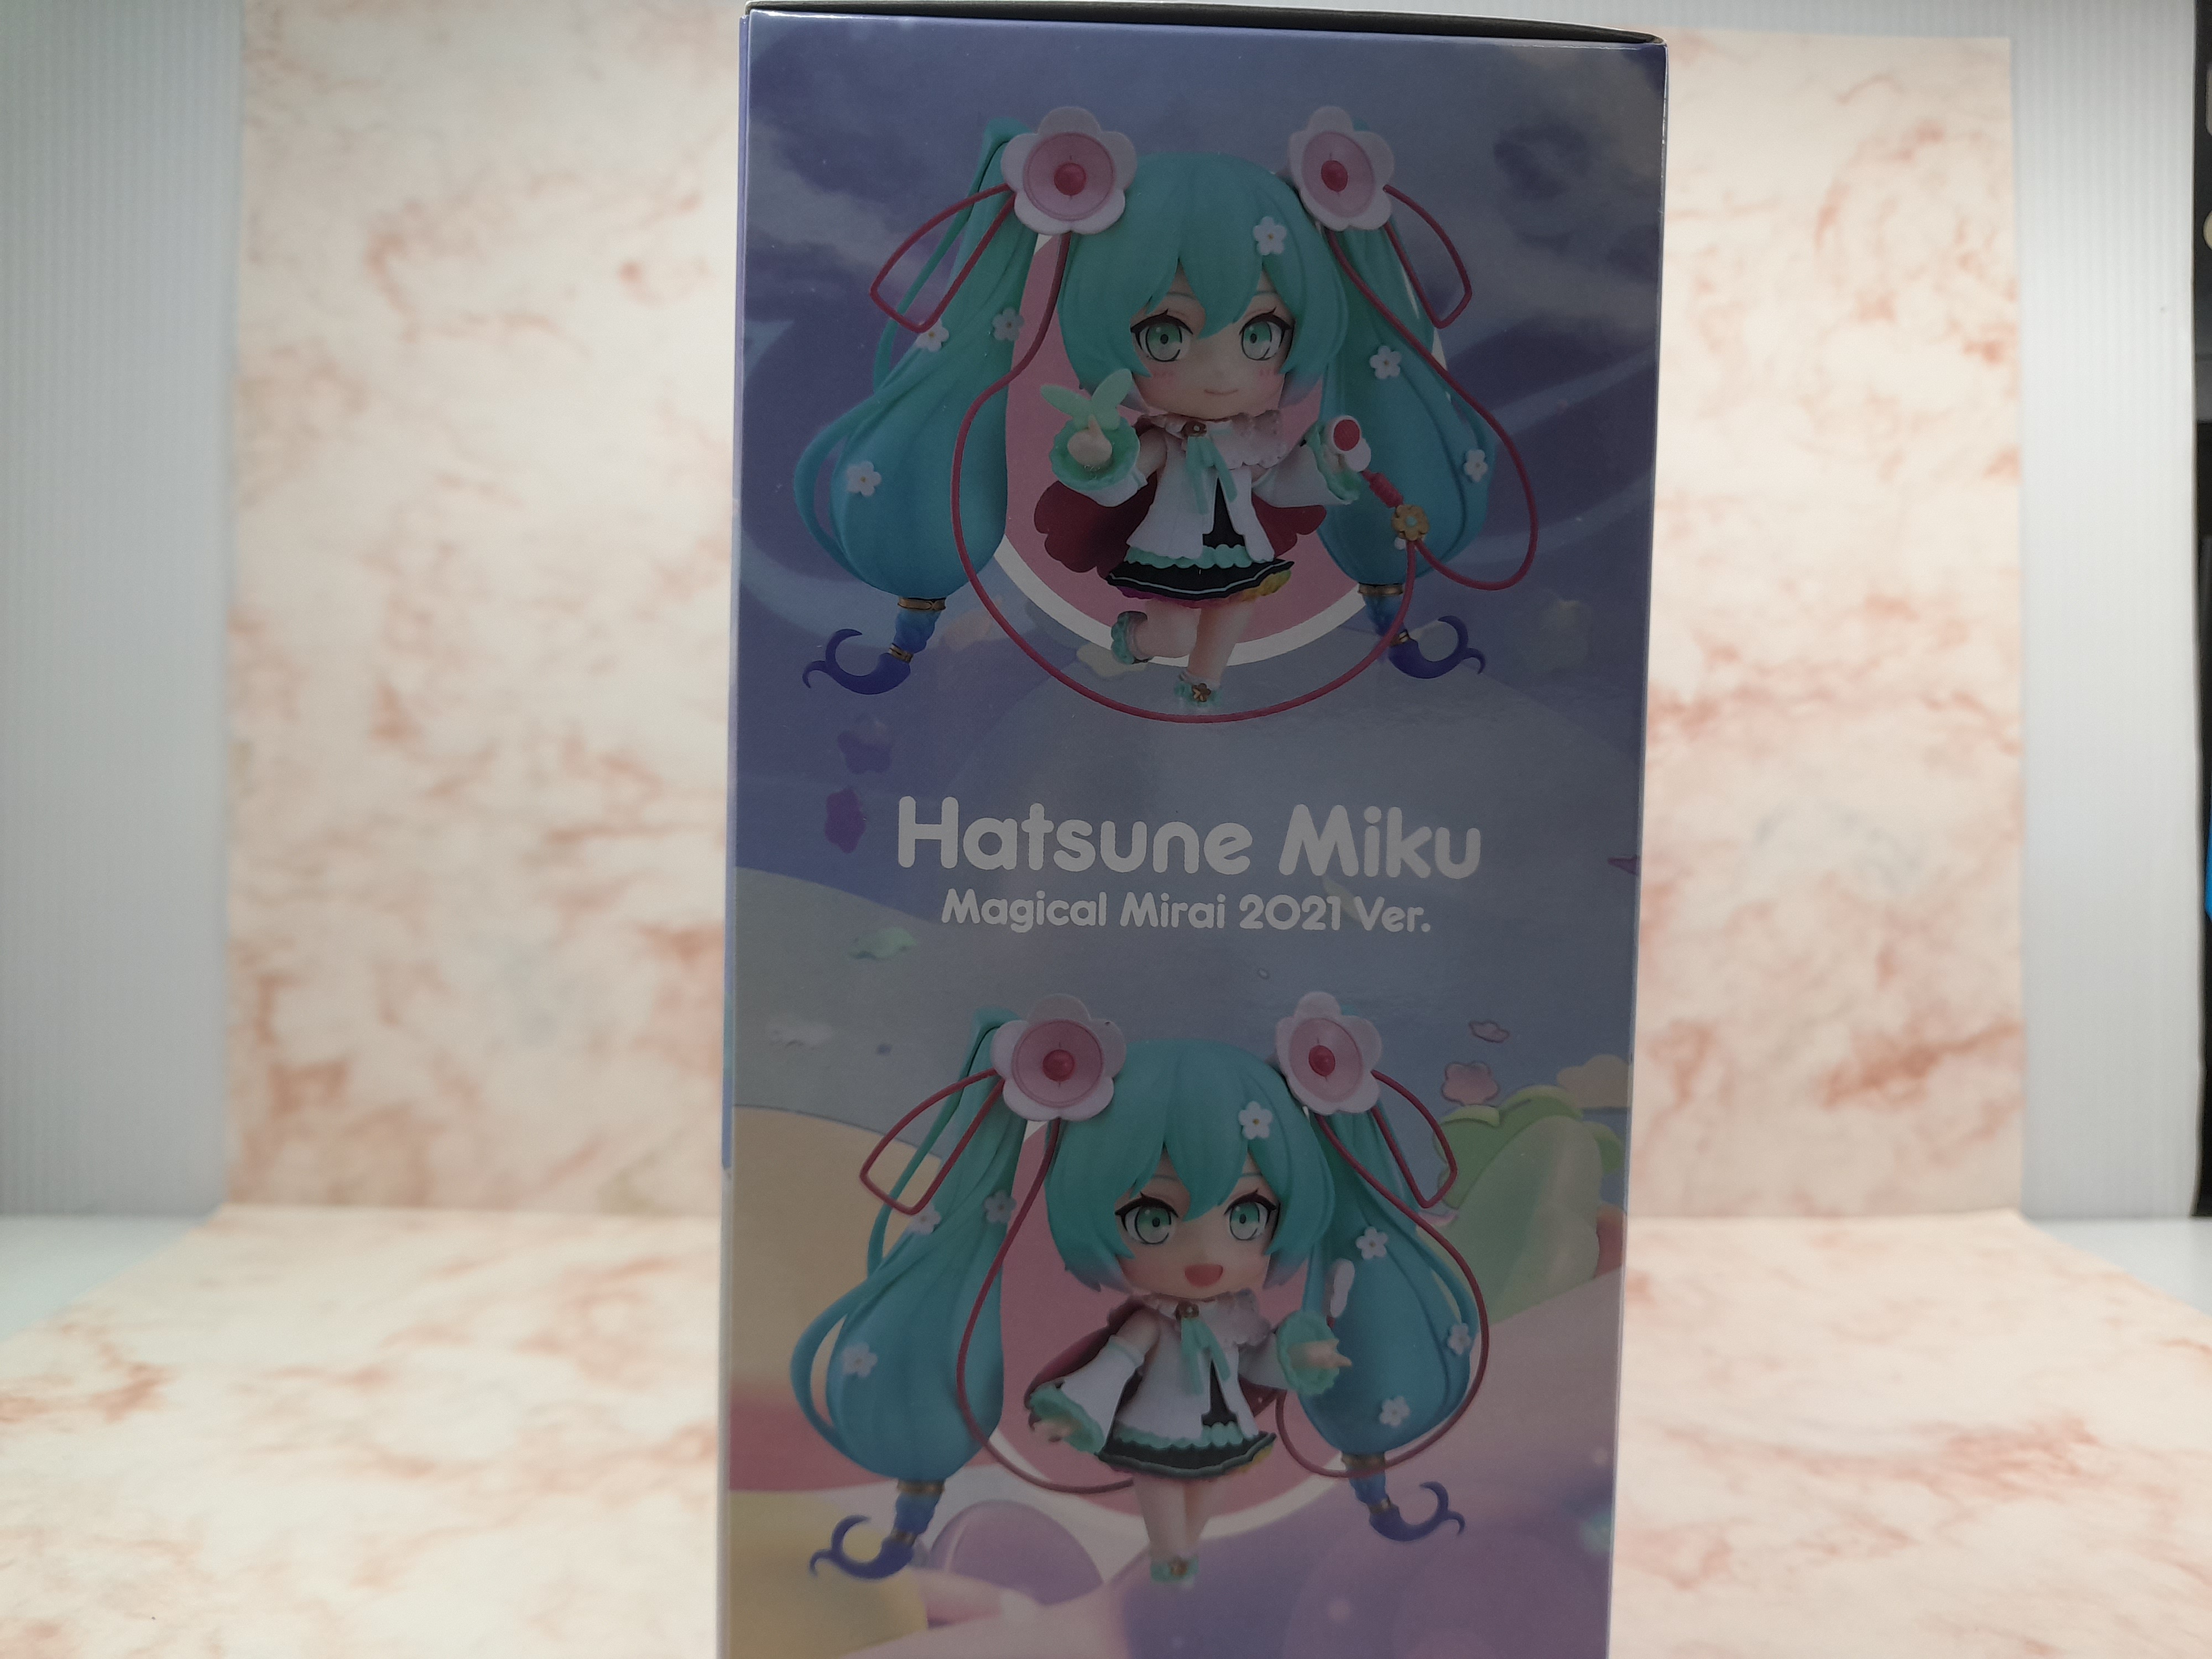 Hatsune Miku
Magical Mirai 2021 Ver.